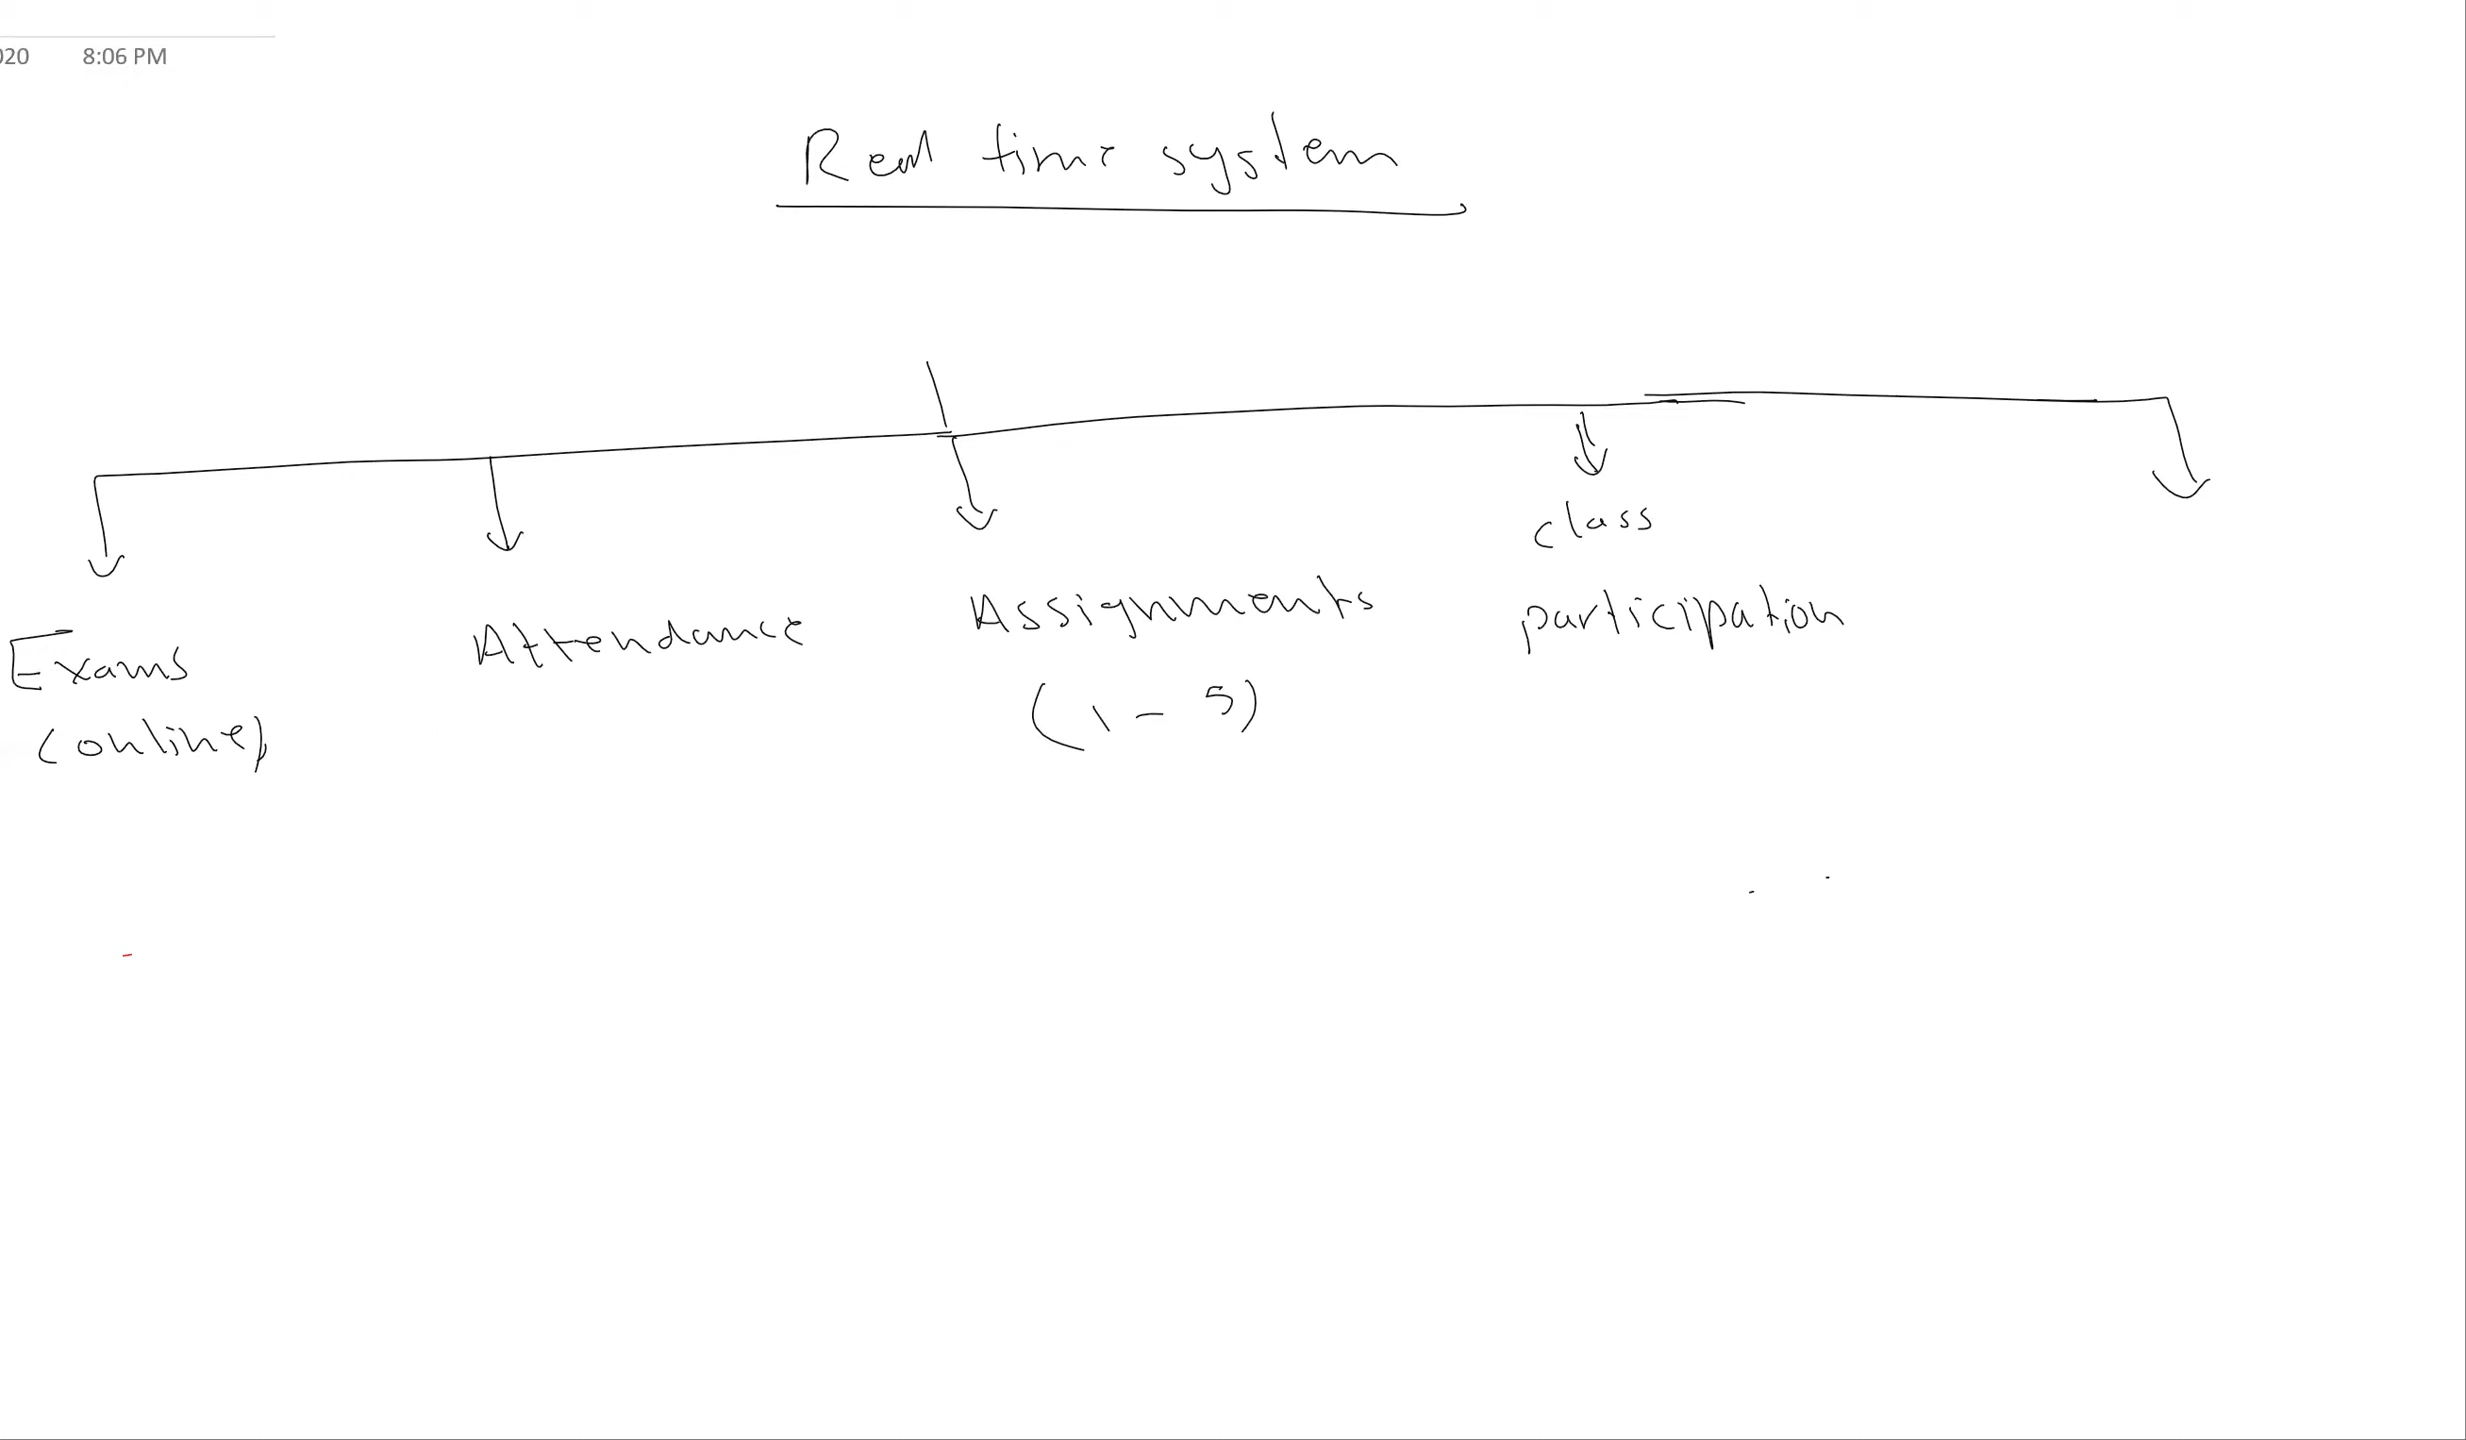 020 8:06 PM
Real time system
Exams
(online)
Attendance
Assignments
(1 - 5)
class
participation